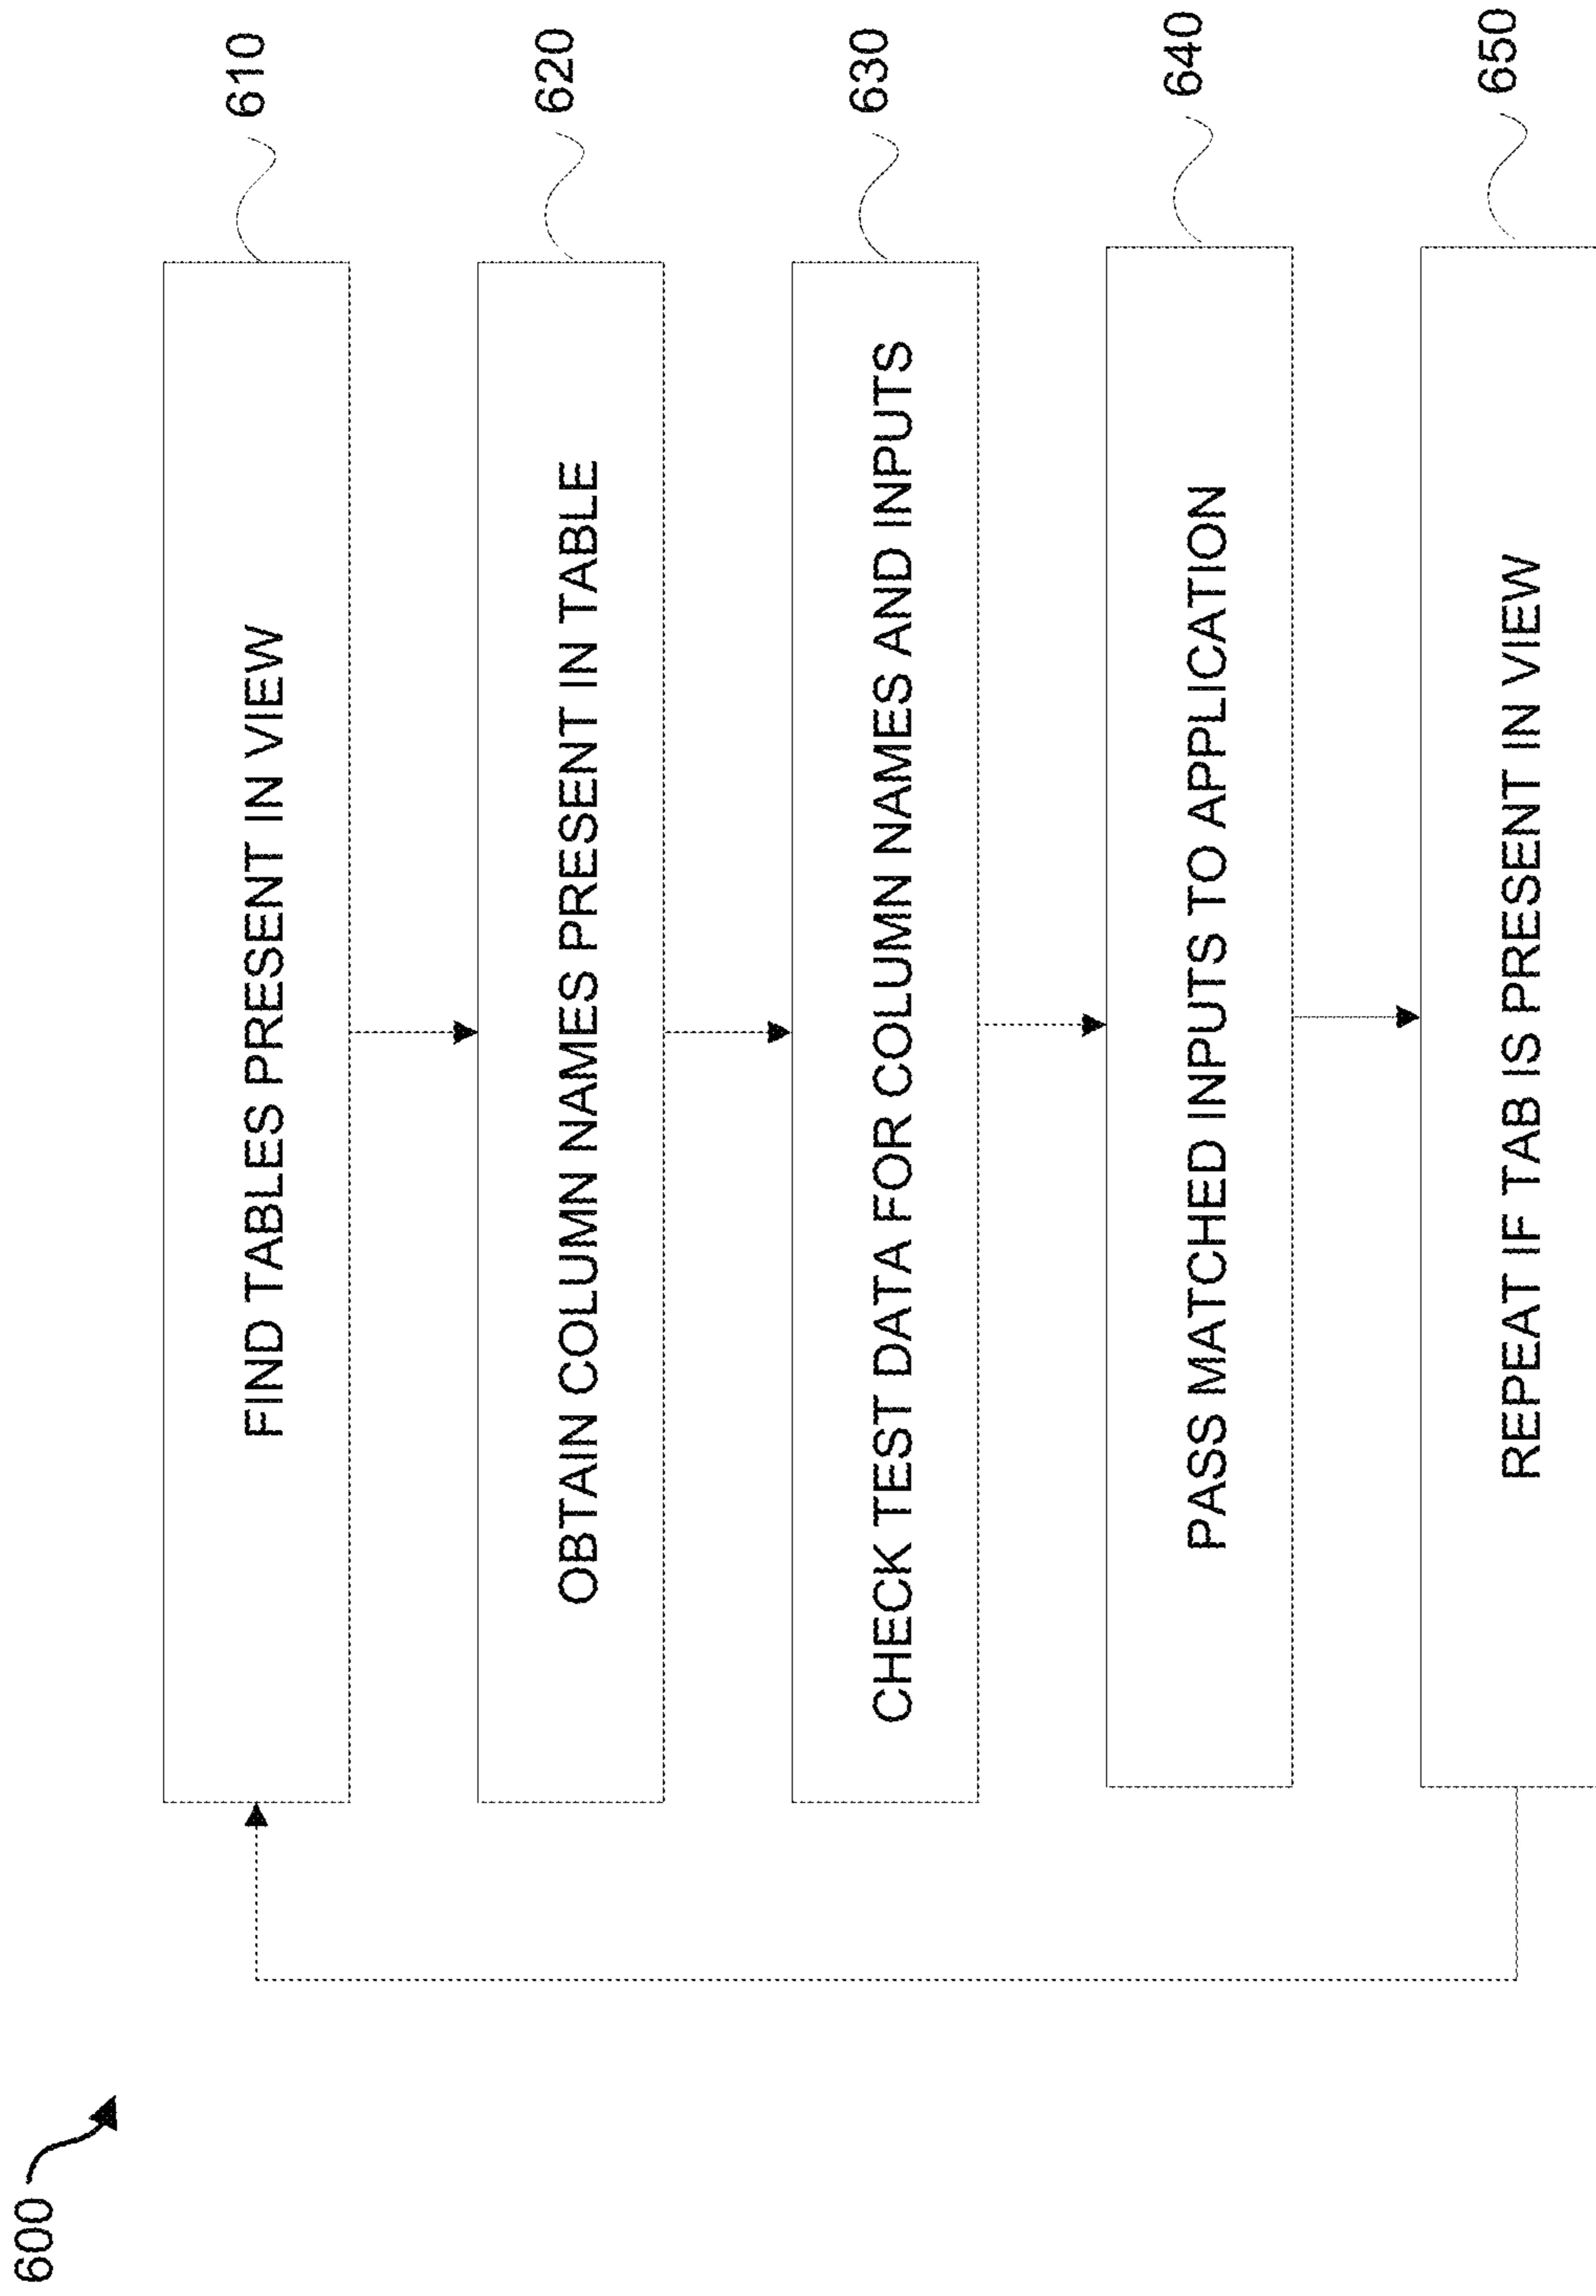 600
FIND TABLES PRESENT IN VIEW
610
OBTAIN COLUMN NAMES PRESENT IN TABLE
620
CHECK TEST DATA FOR COLUMN NAMES AND INPUTS
630
PASS MATCHED INPUTS TO APPLICATION
640
REPEAT IF TAB IS PRESENT IN VIEW
650